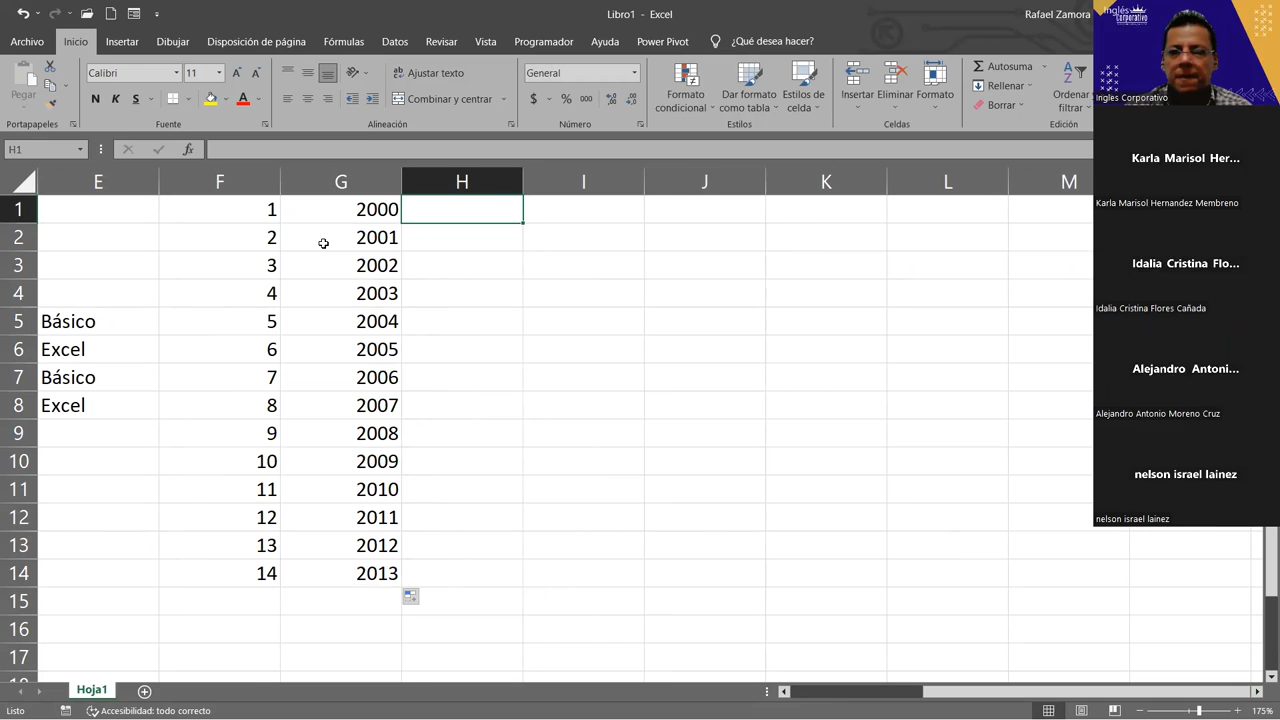 Libro1 - Excel
Rafael Zamora
Archivo Inicio Insertar Dibujar Disposición de página Fórmulas Datos Revisar Vista Programador Ayuda Power Pivot ¿Qué desea hacer?
Pegar
Calibri 11
N K S
Ajustar texto
Combinar y centrar
General
$ % 000
Formato condicional
Dar formato como tabla
Estilos de celda
Insertar Eliminar Formato
Autosuma
Rellenar
Borrar
Ordenar filtrar
Portapapeles Fuente Alineación Número Estilos Celdas Edición
H1 fx
E F G H I J K L M
1 1 2000
2 2 2001
3 3 2002
4 4 2003
5 Básico 5 2004
6 Excel 6 2005
7 Básico 7 2006
8 Excel 8 2007
9 9 2008
10 10 2009
11 11 2010
12 12 2011
13 13 2012
14 14 2013
15
16
17
Hoja1
Listo Accesibilidad: todo correcto 175%
Inglés Corporativo
Ingles Corporativo
Karla Marisol Her...
Karla Marisol Hernandez Membreno
Idalia Cristina Flo...
Idalia Cristina Flores Cañada
Alejandro Antoni...
Alejandro Antonio Moreno Cruz
nelson israel lainez
nelson israel lainez